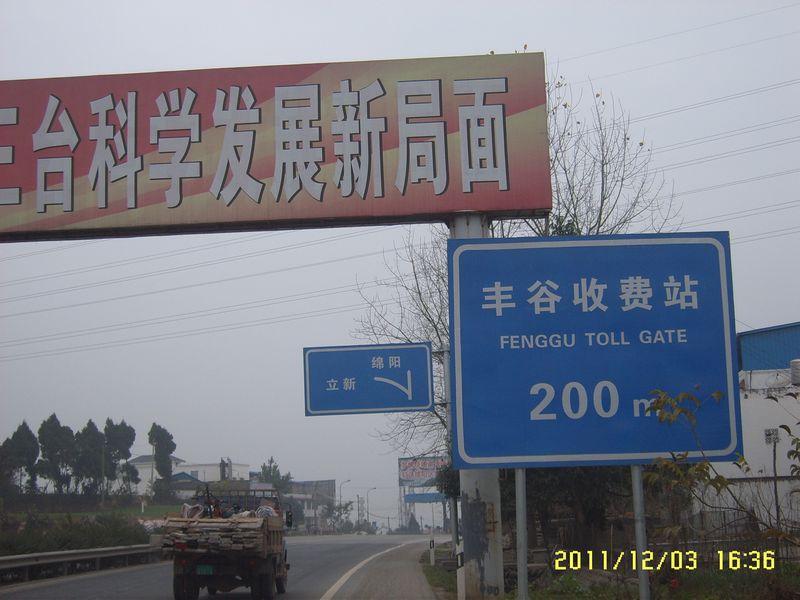 三台科学发展新局面
丰谷收费站
FENGGU TOLL GATE
200 m
绵阳
立新
2011/12/03 16:36